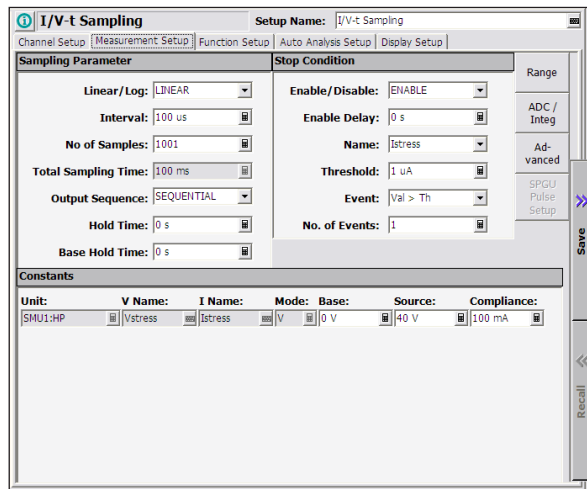 I/V-t Sampling Setup Name: I/V-t Sampling
Channel Setup Measurement Setup Function Setup Auto Analysis Setup Display Setup
Sampling Parameter
Linear/Log: LINEAR
Interval: 100 us
No of Samples: 1001
Total Sampling Time: 100 ms
Output Sequence: SEQUENTIAL
Hold Time: 0 s
Base Hold Time: 0 s
Stop Condition
Enable/Disable: ENABLE
Enable Delay: 0 s
Name: Istress
Threshold: 1 uA
Event: Val > Th
No. of Events: 1
Range
ADC /
Integ
Ad-
vanced
SPGU
Pulse
Setup
Save
Recall
Constants
Unit: V Name: I Name: Mode: Base: Source: Compliance:
SMU1:HP Vstress Istress V 0 V 40 V 100 mA